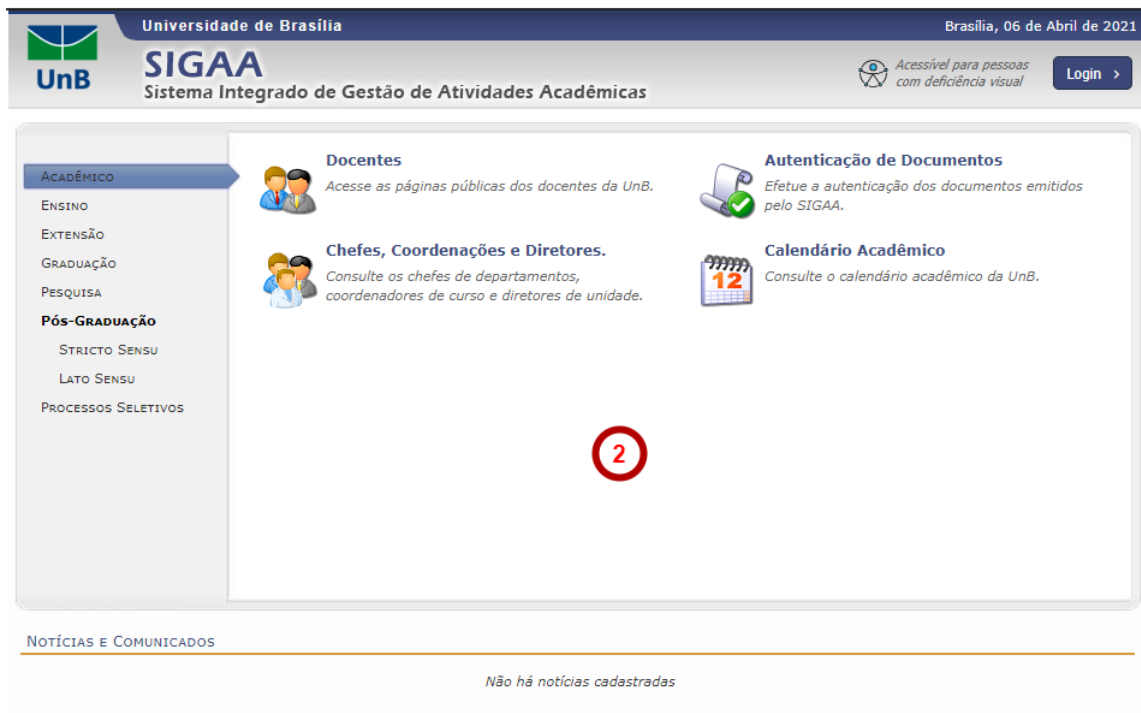 Universidade de Brasília
Brasília, 06 de Abril de 2021
UnB
SIGAA
Sistema Integrado de Gestão de Atividades Acadêmicas
Acessível para pessoas
com deficiência visual
Login >
Acadêmico
Ensino
Extensão
Graduação
Pesquisa
Pós-Graduação
Stricto Sensu
Lato Sensu
Processos Seletivos
Docentes
Acesse as páginas públicas dos docentes da UnB.
Autenticação de Documentos
Efetue a autenticação dos documentos emitidos
pelo SIGAA.
Chefes, Coordenações e Diretores.
Consulte os chefes de departamentos,
coordenadores de curso e diretores de unidade.
12
Calendário Acadêmico
Consulte o calendário acadêmico da UnB.
2
Notícias e Comunicados
Não há notícias cadastradas